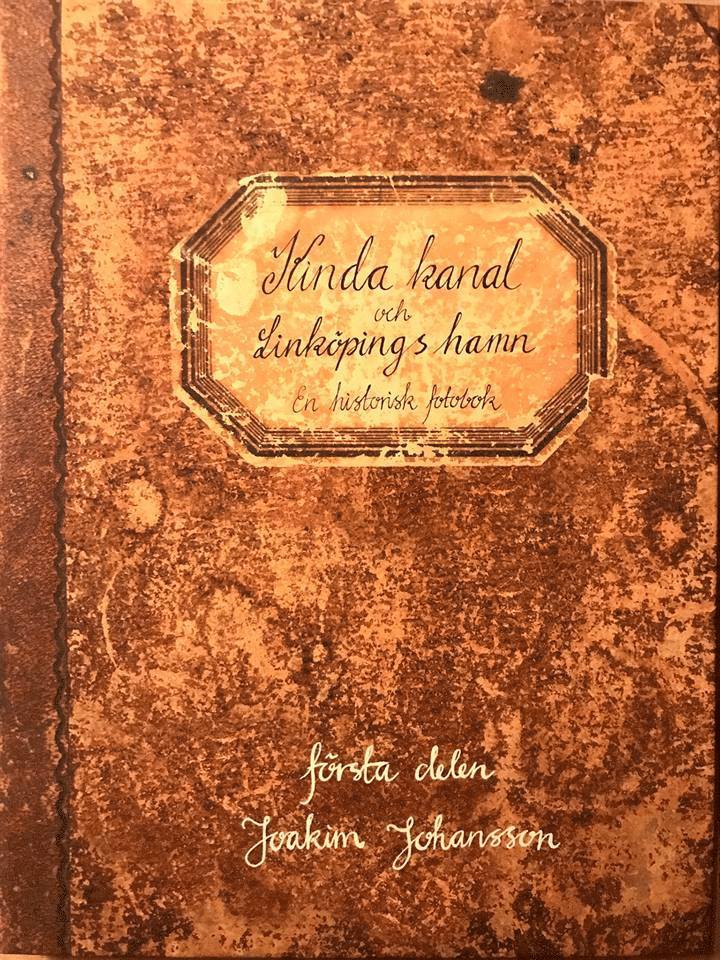 Kinda kanal
och
Linköpings hamn
En historisk fotobok
första delen
Joakim Johansson